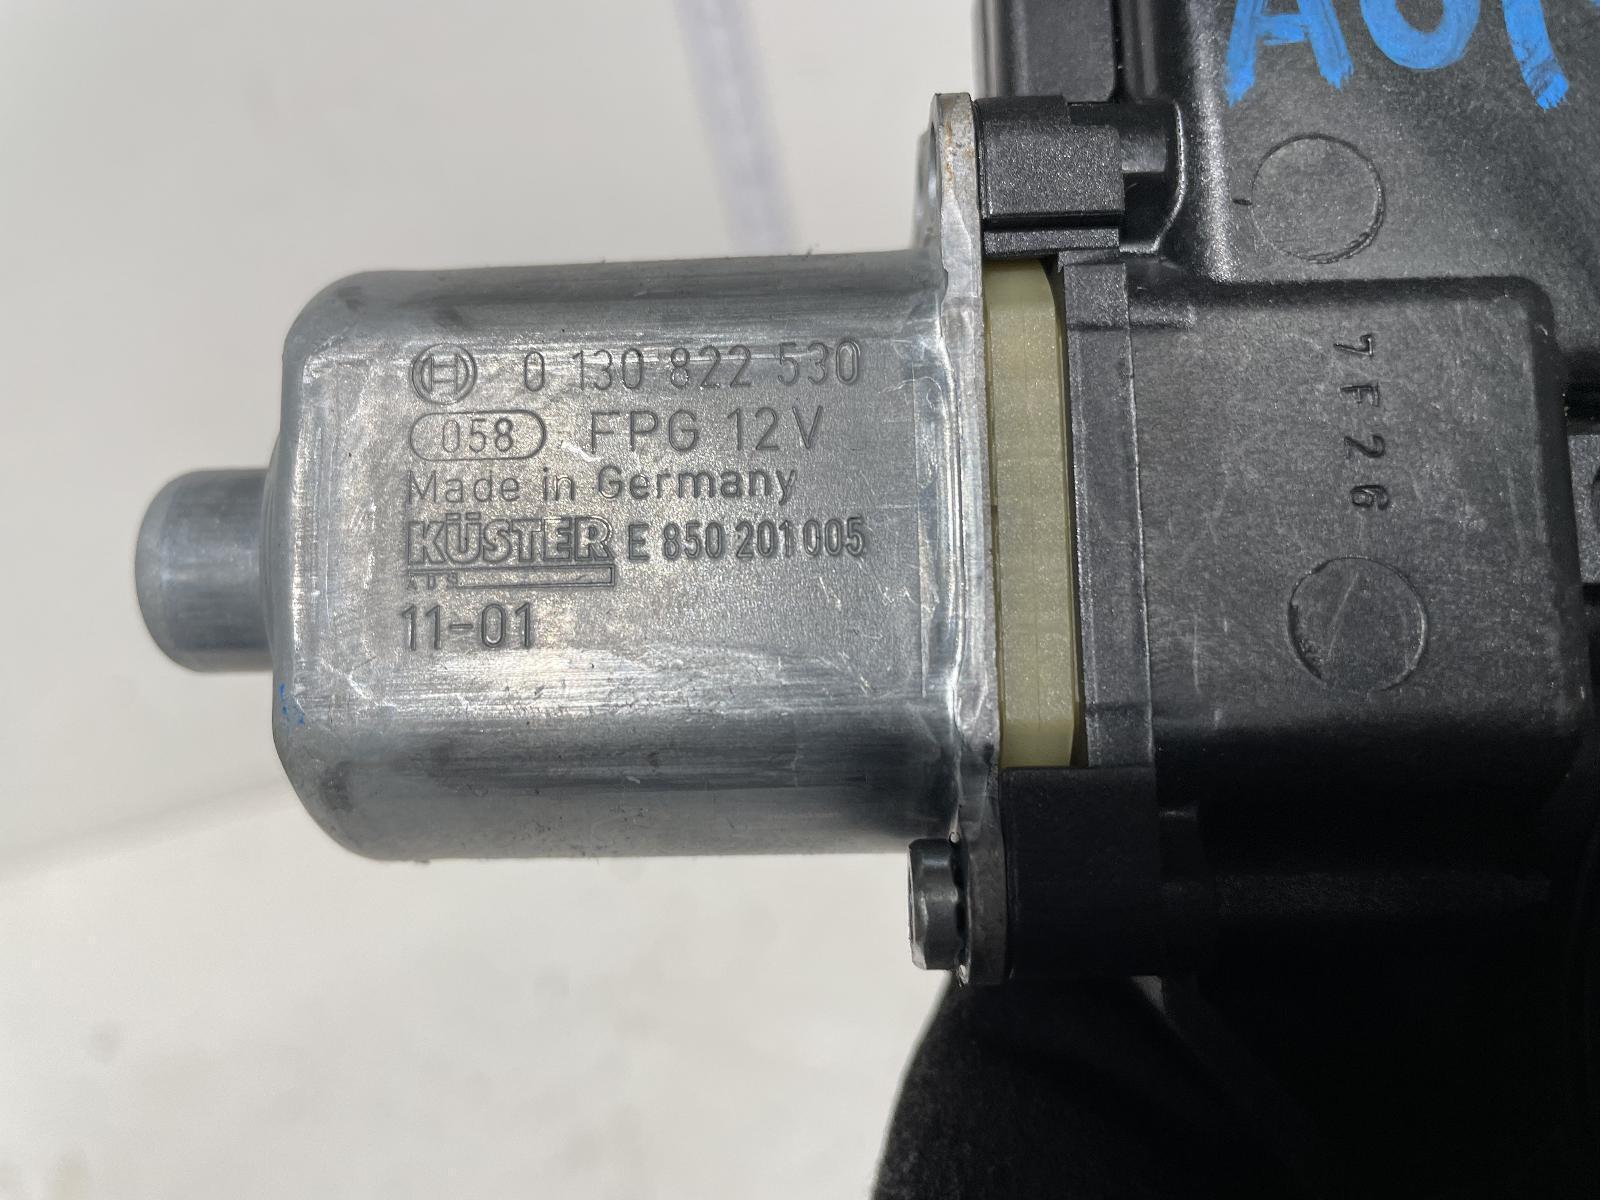 0 130 822 530
058 FPG 12V
Made in Germany
KÜSTER E 850 201 005
11-01
7F26